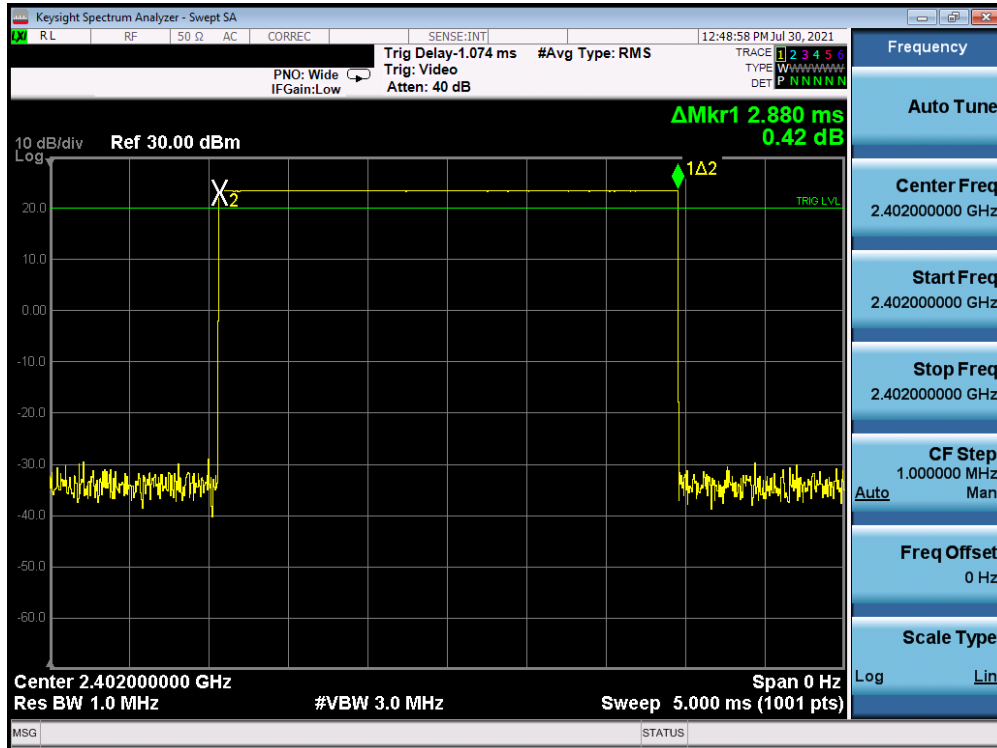 Keysight Spectrum Analyzer - Swept SA
LXI RL RF 50 Ω AC CORREC SENSE:INT 12:48:58 PM Jul 30, 2021
Trig Delay-1.074 ms #Avg Type: RMS TRACE 1 2 3 4 5 6
PNO: Wide Trig: Video TYPE WWWWWW
IFGain:Low Atten: 40 dB DET P N N N N N
ΔMkr1 2.880 ms
0.42 dB
10 dB/div Ref 30.00 dBm
Log
1Δ2
X2
20.0 TRIG LVL
10.0
0.00
-10.0
-20.0
-30.0
-40.0
-50.0
-60.0
Center 2.402000000 GHz Span 0 Hz
Res BW 1.0 MHz #VBW 3.0 MHz Sweep 5.000 ms (1001 pts)
MSG STATUS
Frequency
Auto Tune
Center Freq
2.402000000 GHz
Start Freq
2.402000000 GHz
Stop Freq
2.402000000 GHz
CF Step
1.000000 MHz
Auto Man
Freq Offset
0 Hz
Scale Type
Log Lin